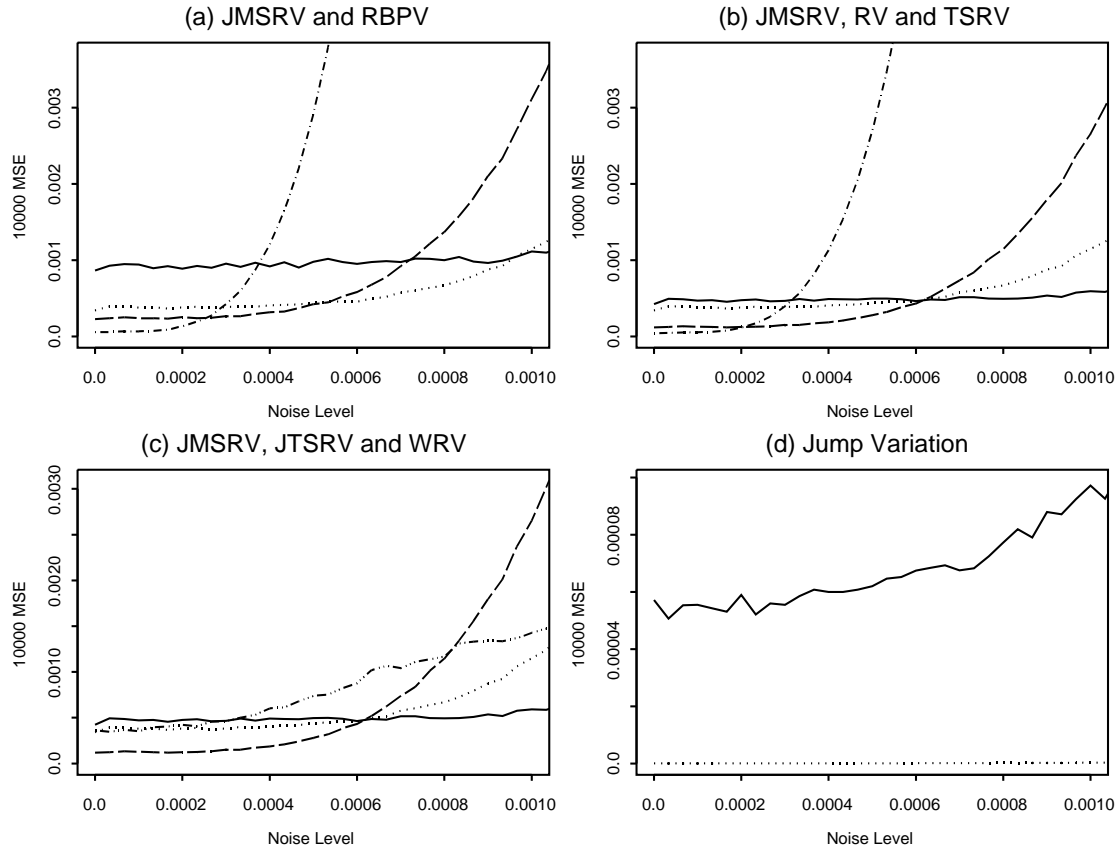 (a) JMSRV and RBPV
10000 MSE
0.0 0.001 0.002 0.003
0.0 0.0002 0.0004 0.0006 0.0008 0.0010
Noise Level
(b) JMSRV, RV and TSRV
10000 MSE
0.0 0.001 0.002 0.003
0.0 0.0002 0.0004 0.0006 0.0008 0.0010
Noise Level
(c) JMSRV, JTSRV and WRV
10000 MSE
0.0 0.0010 0.0020 0.0030
0.0 0.0002 0.0004 0.0006 0.0008 0.0010
Noise Level
(d) Jump Variation
10000 MSE
0.0 0.00004 0.00008
0.0 0.0002 0.0004 0.0006 0.0008 0.0010
Noise Level